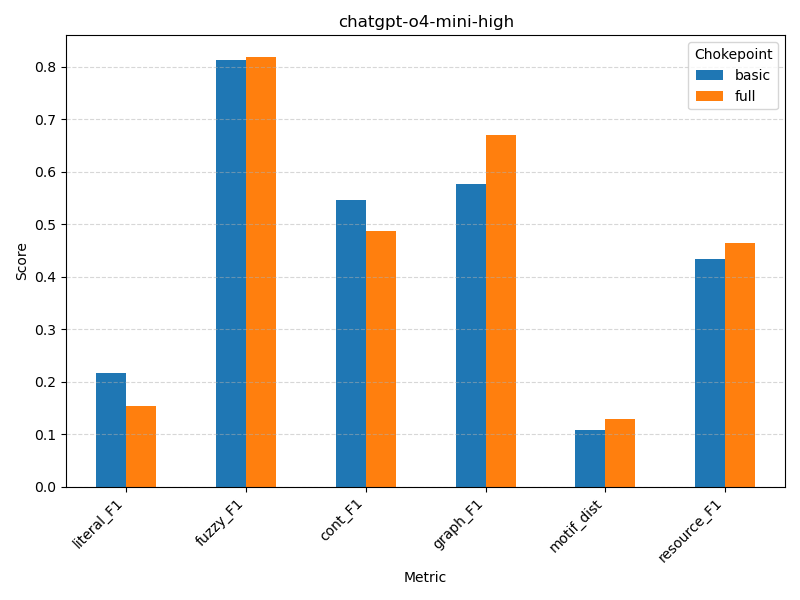 chatgpt-o4-mini-high
Chokepoint
basic
full
Score
0.8
0.7
0.6
0.5
0.4
0.3
0.2
0.1
0.0
literal_F1
fuzzy_F1
cont_F1
graph_F1
motif_dist
resource_F1
Metric